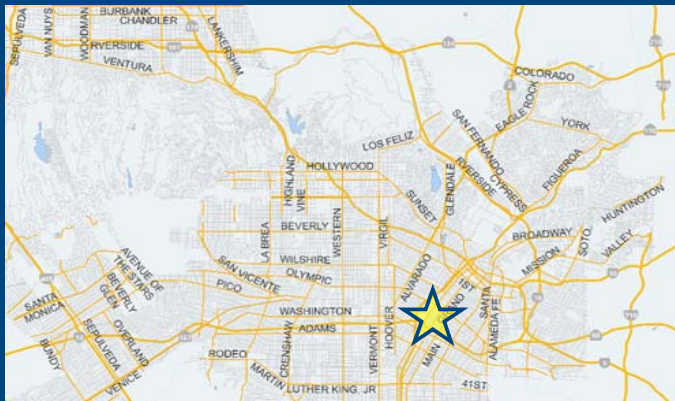 BURBANK
CHANDLER
SEPULVEDA
VAN NUYS
WOODMAN
LANKERSHIM
RIVERSIDE
VENTURA
COLORADO
EAGLE ROCK
YORK
SAN FERNANDO
LOS FELIZ
RVERSIDE
CYPRESS
FIGUEROA
HOLLYWOOD
HIGHLAND
VINE
GLENDALE
SUNSET
HUNTINGTON
LA BREA
BEVERLY
WESTERN
VIRGIL
BROADWAY
SOTO
VALLEY
MISSION
WILSHIRE
SAN VICENTE
OLYMPIC
PICO
ALVARADO
1ST
AVENUE OF
THE STARS
BEVERLY
GLEN
SANTA
MONICA
WASHINGTON
ADAMS
HOOVER
SANTA
FE
ALAMEDA
OVERLAND
SEPULVEDA
BUNDY
VENICE
RODEO
CRENSHAW
VERMONT
MAIN
MARTIN
LUTHER KING, JR
41ST